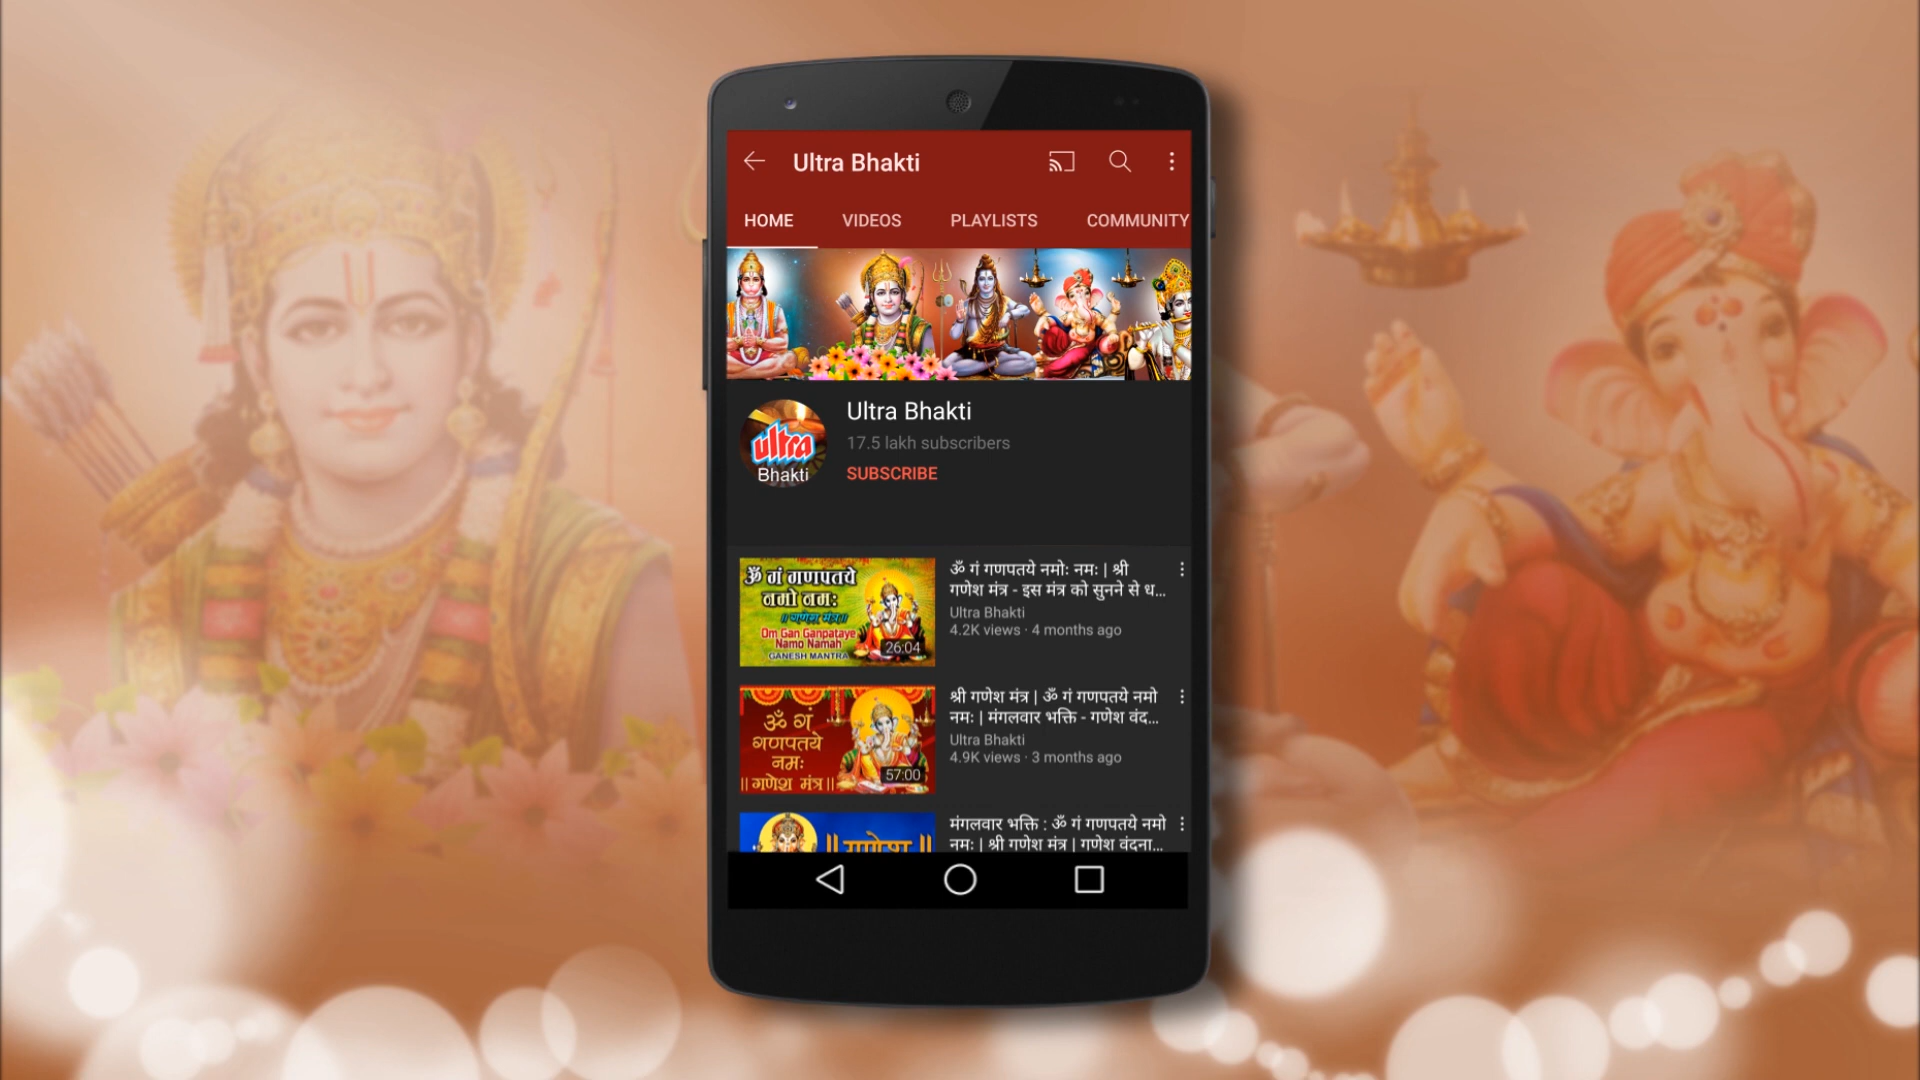 Ultra Bhakti
HOME VIDEOS PLAYLISTS COMMUNITY
Ultra Bhakti
17.5 lakh subscribers
SUBSCRIBE
ultra
Bhakti
ॐ गं गणपतये
नमो नमः
|| गणेश मंत्र ||
Om Gan Ganpataye
Namo Namah
GANESH MANTRA
26:04
ॐ गं गणपतये नमोः नमः | श्री
गणेश मंत्र - इस मंत्र को सुनने से ध...
Ultra Bhakti
4.2K views · 4 months ago
ॐ गं
गणपतये
नमः
|| गणेश मंत्र ||
57:00
श्री गणेश मंत्र | ॐ गं गणपतये नमो
नमः | मंगलवार भक्ति - गणेश वंद...
Ultra Bhakti
4.9K views · 3 months ago
|| गणेश ||
मंगलवार भक्ति : ॐ गं गणपतये नमो
नमः | श्री गणेश मंत्र | गणेश वंदना...